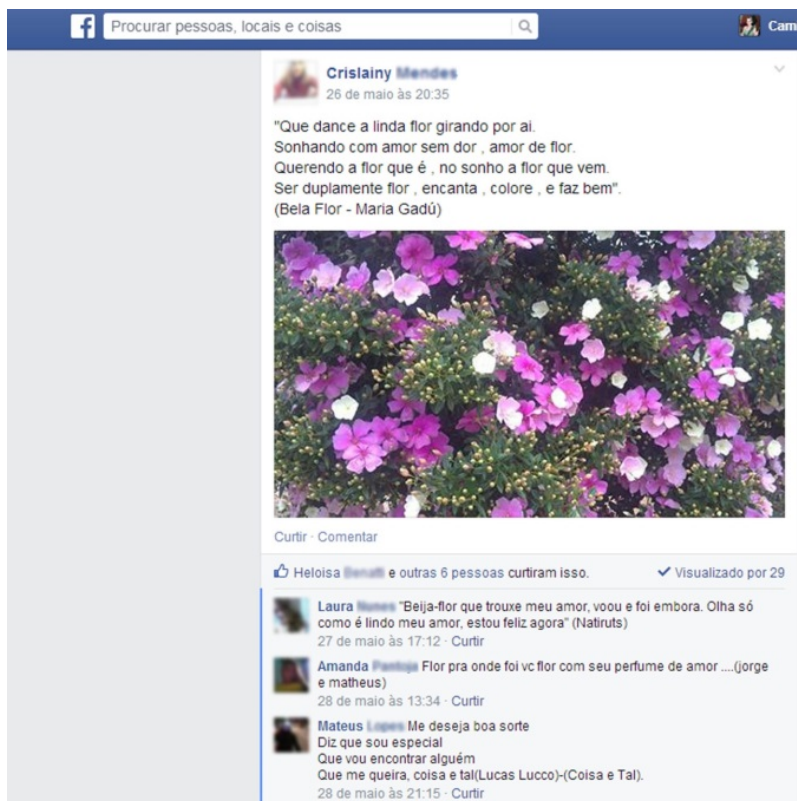 f
Procurar pessoas, locais e coisas
Cam
Crislainy Mendes
26 de maio às 20:35
"Que dance a linda flor girando por ai.
Sonhando com amor sem dor , amor de flor.
Querendo a flor que é , no sonho a flor que vem.
Ser duplamente flor , encanta , colore , e faz bem".
(Bela Flor - Maria Gadú)
Curtir · Comentar
Heloisa e outras 6 pessoas curtiram isso.
Visualizado por 29
Laura "Beija-flor que trouxe meu amor, voou e foi embora. Olha só
como é lindo meu amor, estou feliz agora" (Natiruts)
27 de maio às 17:12 · Curtir
Amanda Flor pra onde foi vc flor com seu perfume de amor ....(jorge
e matheus)
28 de maio às 13:34 · Curtir
Mateus Me deseja boa sorte
Diz que sou especial
Que vou encontrar alguém
Que me queira, coisa e tal(Lucas Lucco)-(Coisa e Tal).
28 de maio às 21:15 · Curtir